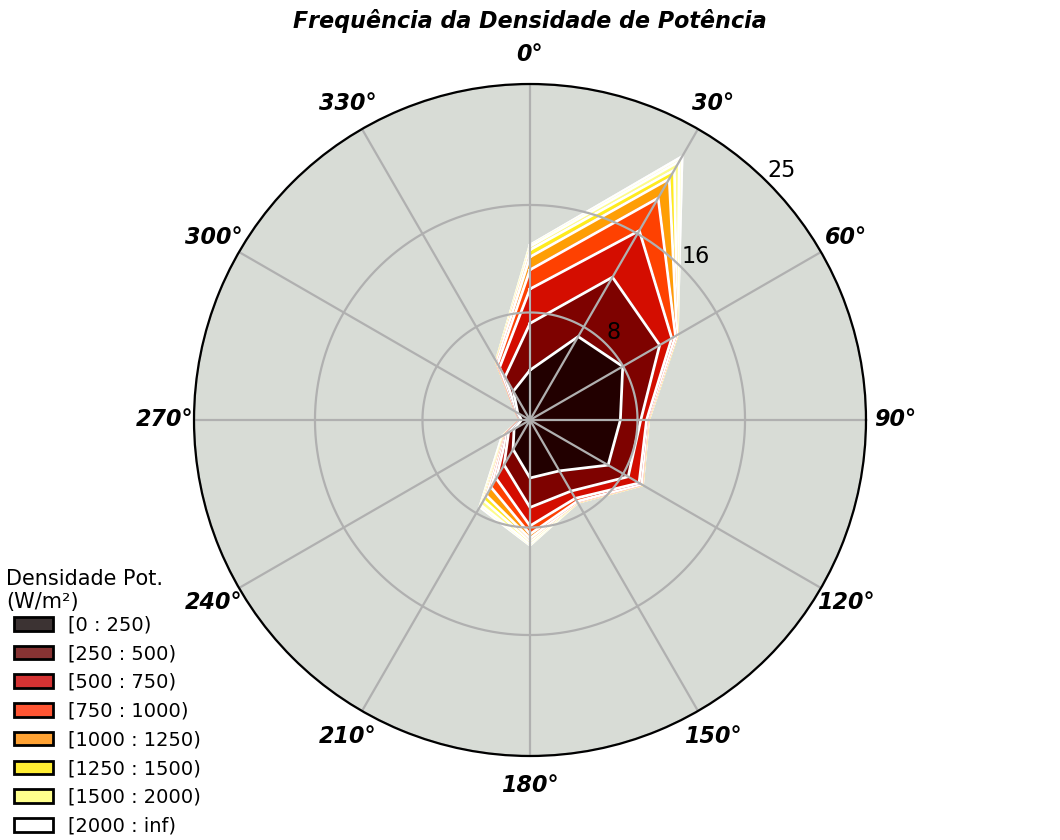 Frequência da Densidade de Potência
0°
330°
30°
25
300°
60°
16
8
270°
90°
240°
120°
210°
150°
180°
Densidade Pot.
(W/m²)
[0 : 250)
[250 : 500)
[500 : 750)
[750 : 1000)
[1000 : 1250)
[1250 : 1500)
[1500 : 2000)
[2000 : inf)